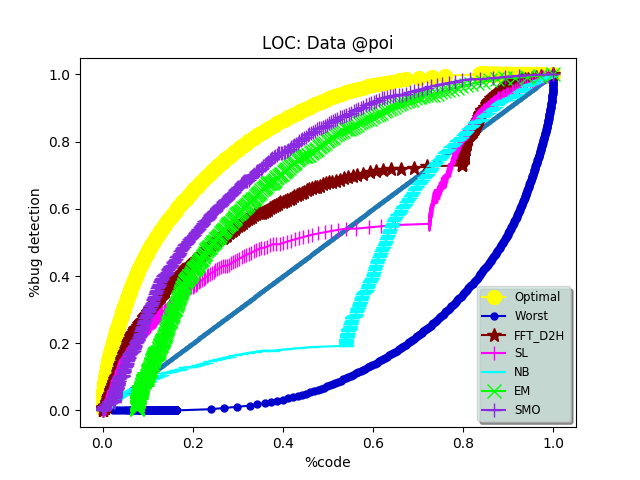 LOC: Data @poi
%bug detection
1.0
0.8
0.6
0.4
0.2
0.0
Optimal
Worst
FFT_D2H
SL
NB
EM
SMO
0.0 0.2 0.4 0.6 0.8 1.0
%code